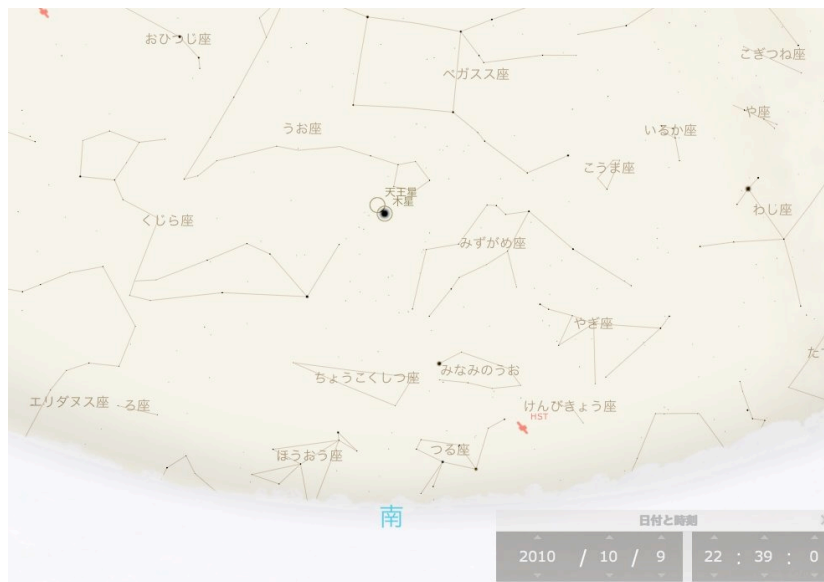 おひつじ座
ペガスス座
こぎつね座
や座
うお座
いるか座
こうま座
天王星
木星
わし座
くじら座
みずがめ座
やぎ座
ちょうこくしつ座
みなみのうお
エリダヌス座
ろ座
けんびきょう座
HST
ほうおう座
つる座
南
日付と時刻
2010 / 10 / 9 22 : 39 : 0